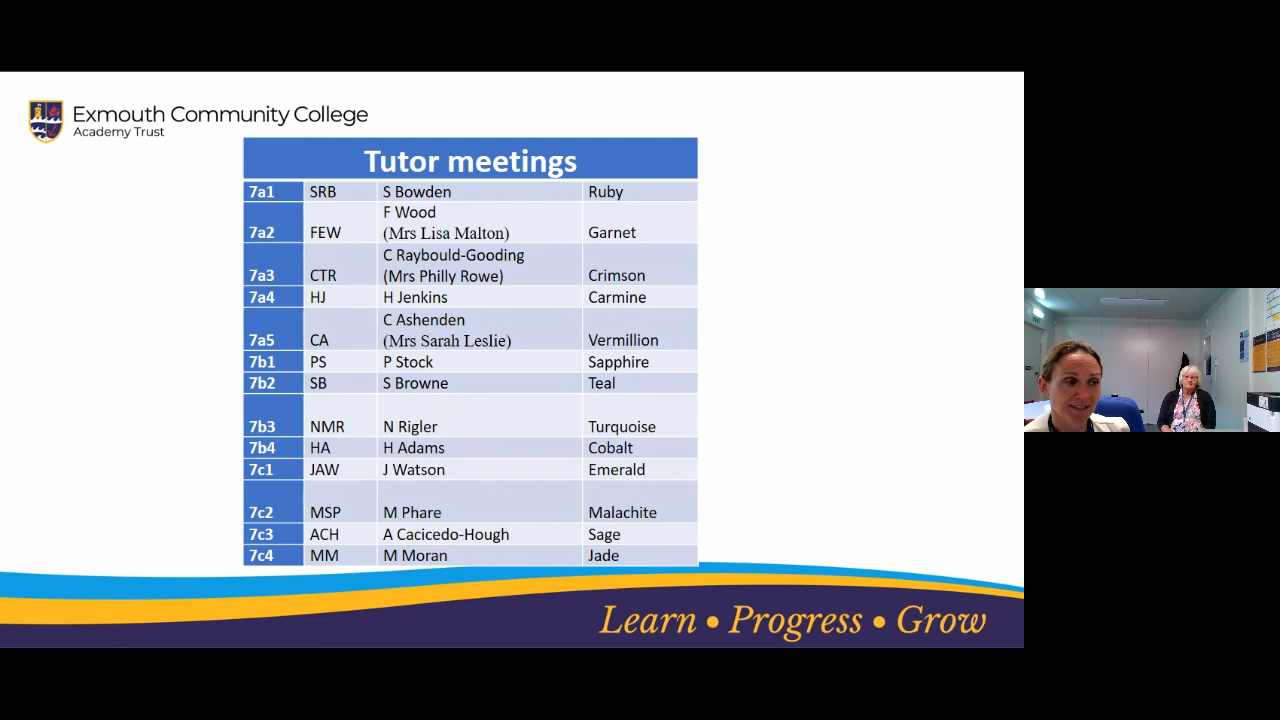 Exmouth Community College
Academy Trust
Tutor meetings
7a1 SRB S Bowden Ruby
F Wood
7a2 FEW (Mrs Lisa Malton) Garnet
C Raybould-Gooding
7a3 CTR (Mrs Philly Rowe) Crimson
7a4 HJ H Jenkins Carmine
C Ashenden
7a5 CA (Mrs Sarah Leslie) Vermillion
7b1 PS P Stock Sapphire
7b2 SB S Browne Teal
7b3 NMR N Rigler Turquoise
7b4 HA H Adams Cobalt
7c1 JAW J Watson Emerald
7c2 MSP M Phare Malachite
7c3 ACH A Cacicedo-Hough Sage
7c4 MM M Moran Jade
Learn • Progress • Grow